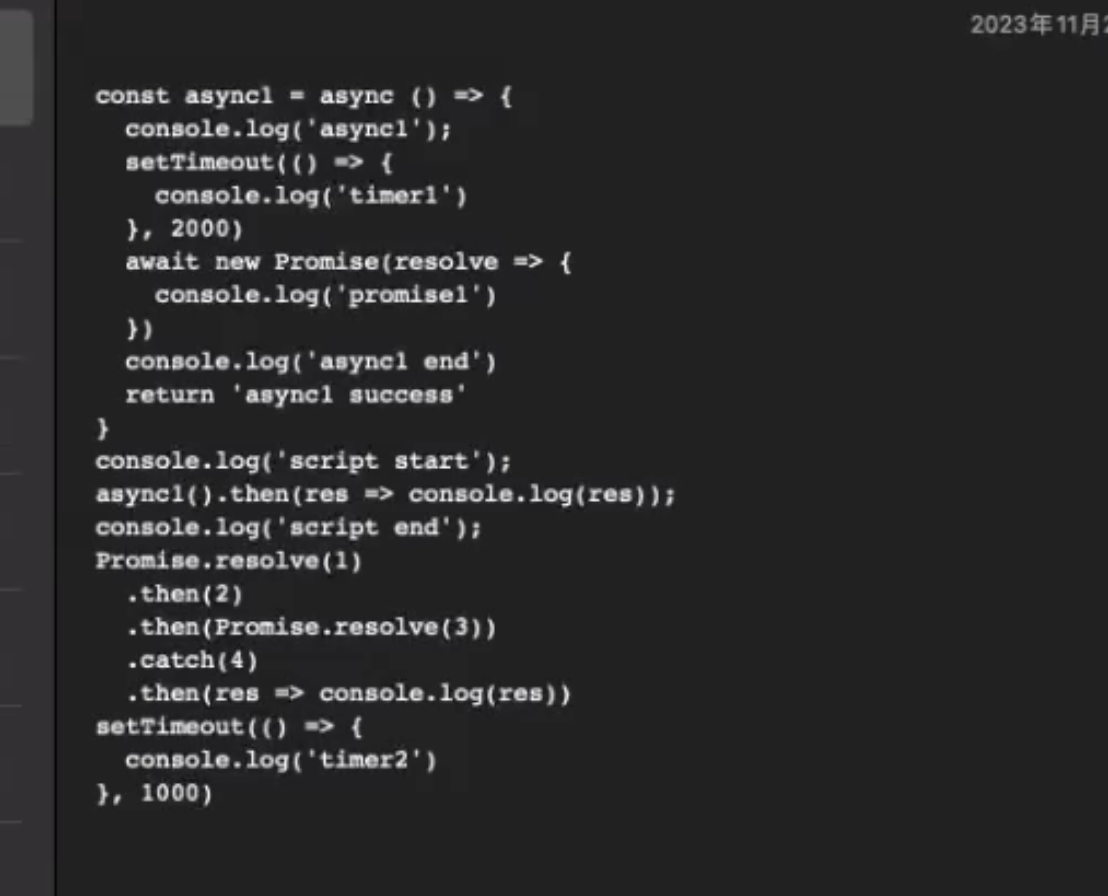 2023年11月2
const async1 = async () => {
  console.log('async1');
  setTimeout(() => {
    console.log('timer1')
  }, 2000)
  await new Promise(resolve => {
    console.log('promise1')
  })
  console.log('async1 end')
  return 'async1 success'
}
console.log('script start');
async1().then(res => console.log(res));
console.log('script end');
Promise.resolve(1)
  .then(2)
  .then(Promise.resolve(3))
  .catch(4)
  .then(res => console.log(res))
setTimeout(() => {
  console.log('timer2')
}, 1000)